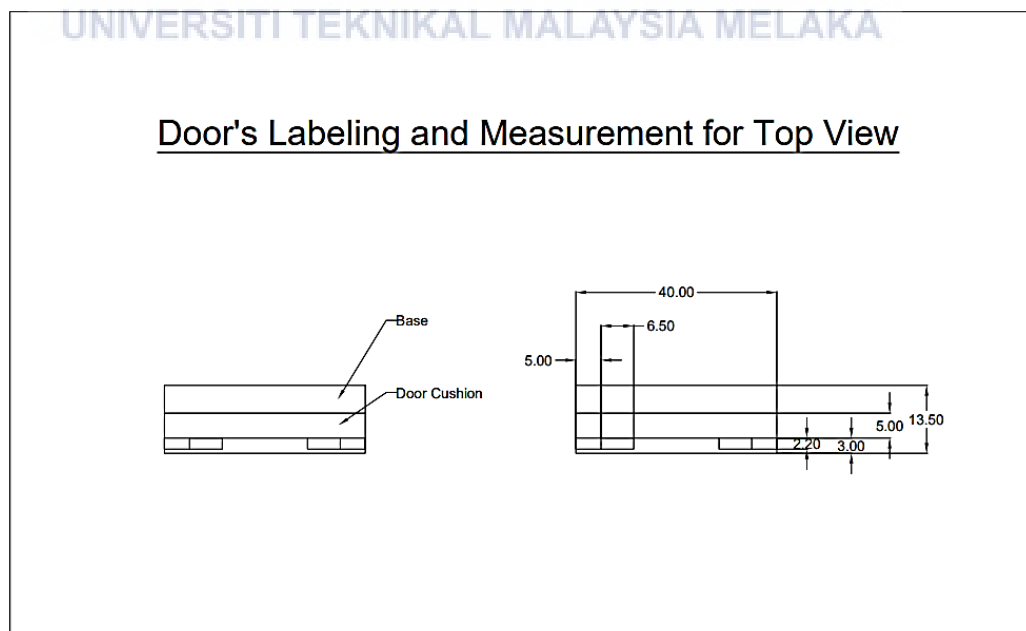 UNIVERSITI TEKNIKAL MALAYSIA MELAKA
Door's Labeling and Measurement for Top View
Base
Door Cushion
40.00
6.50
5.00
5.00
13.50
2.20
3.00